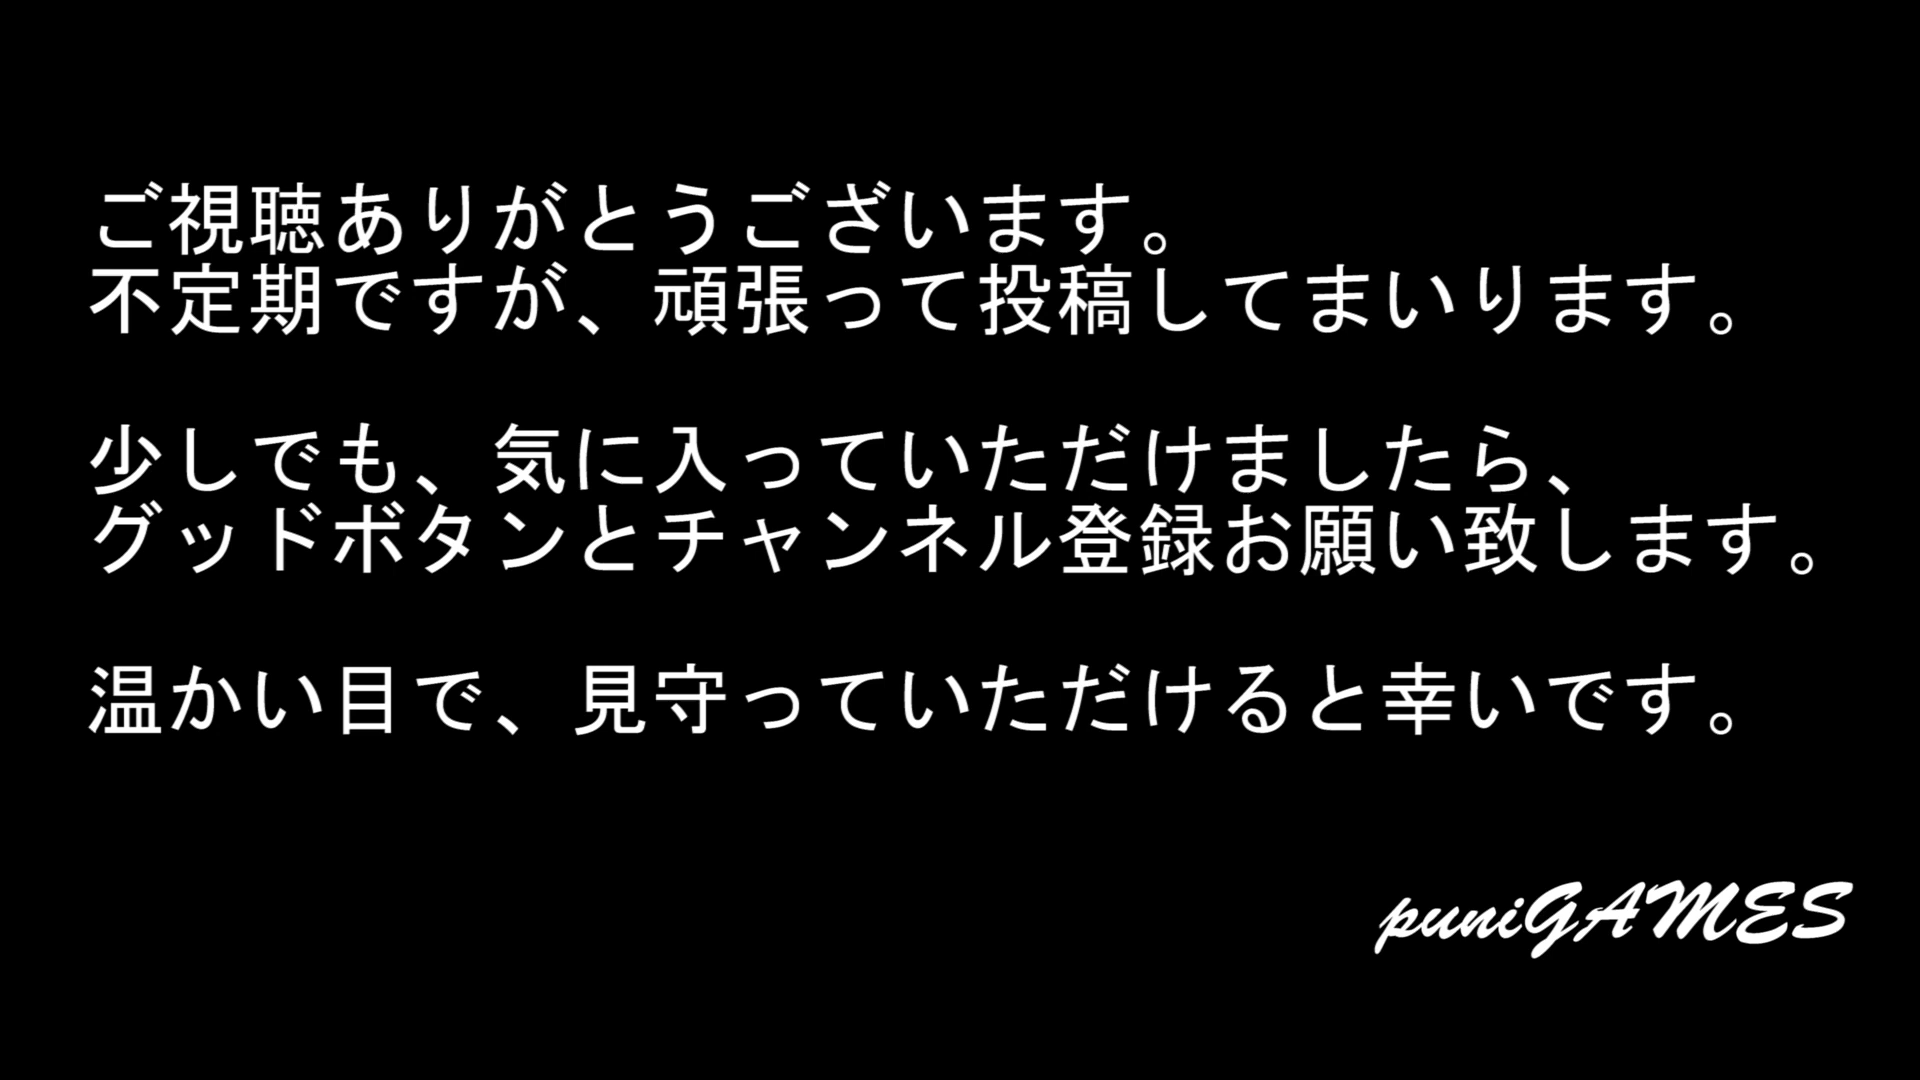 ご視聴ありがとうございます。
不定期ですが、頑張って投稿してまいります。
少しでも、気に入っていただけましたら、
グッドボタンとチャンネル登録お願い致します。
温かい目で、見守っていただけると幸いです。
puniGAMES